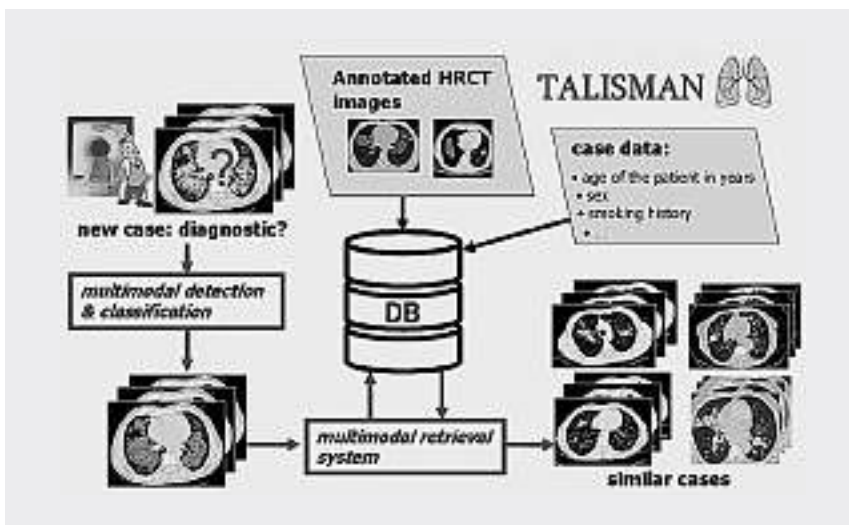 Annotated HRCT
images
TALISMAN
case data:
• age of the patient in years
• sex
• smoking history
•
?
new case: diagnostic?
multimodal detection
& classification
DB
multimodal retrieval
system
similar cases